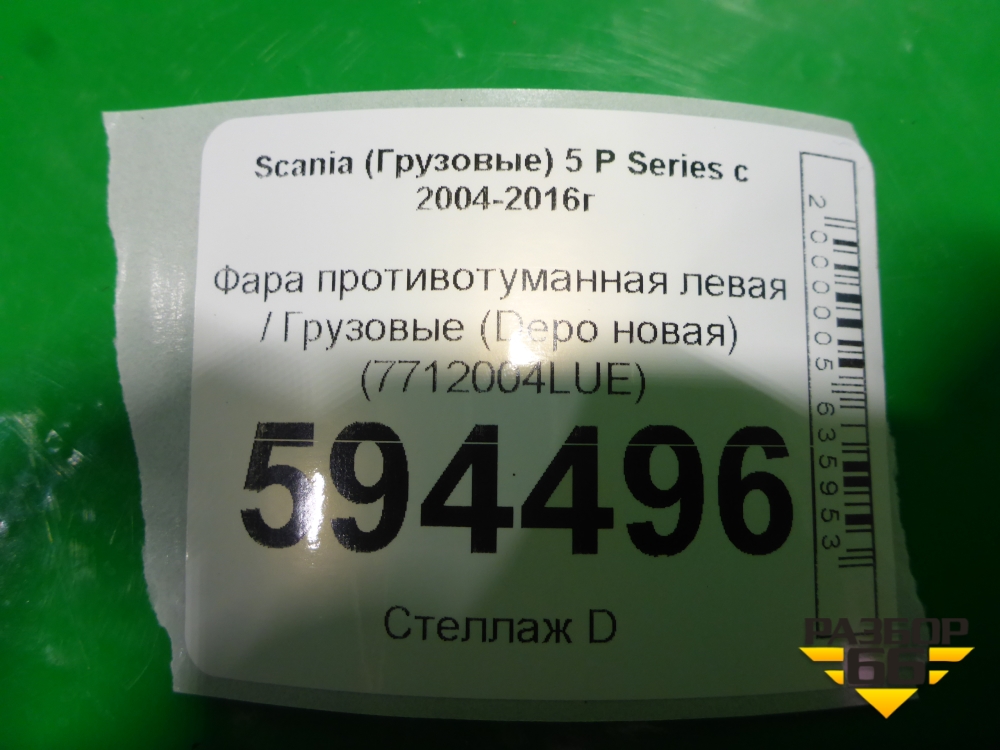 Scania (Грузовые) 5 P Series с
2004-2016г
Фара противотуманная левая
/ Грузовые (Depo новая)
(7712004LUE)
594496
Стеллаж D
2000005635953
РАЗБОР
66